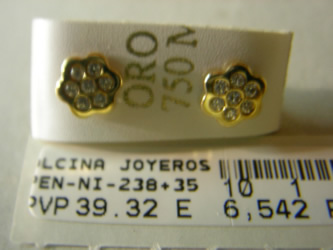 ORO
750 M
LCINA JOYEROS
PEN-NI-238+35 10 1
PVP 39.32 E 6,542